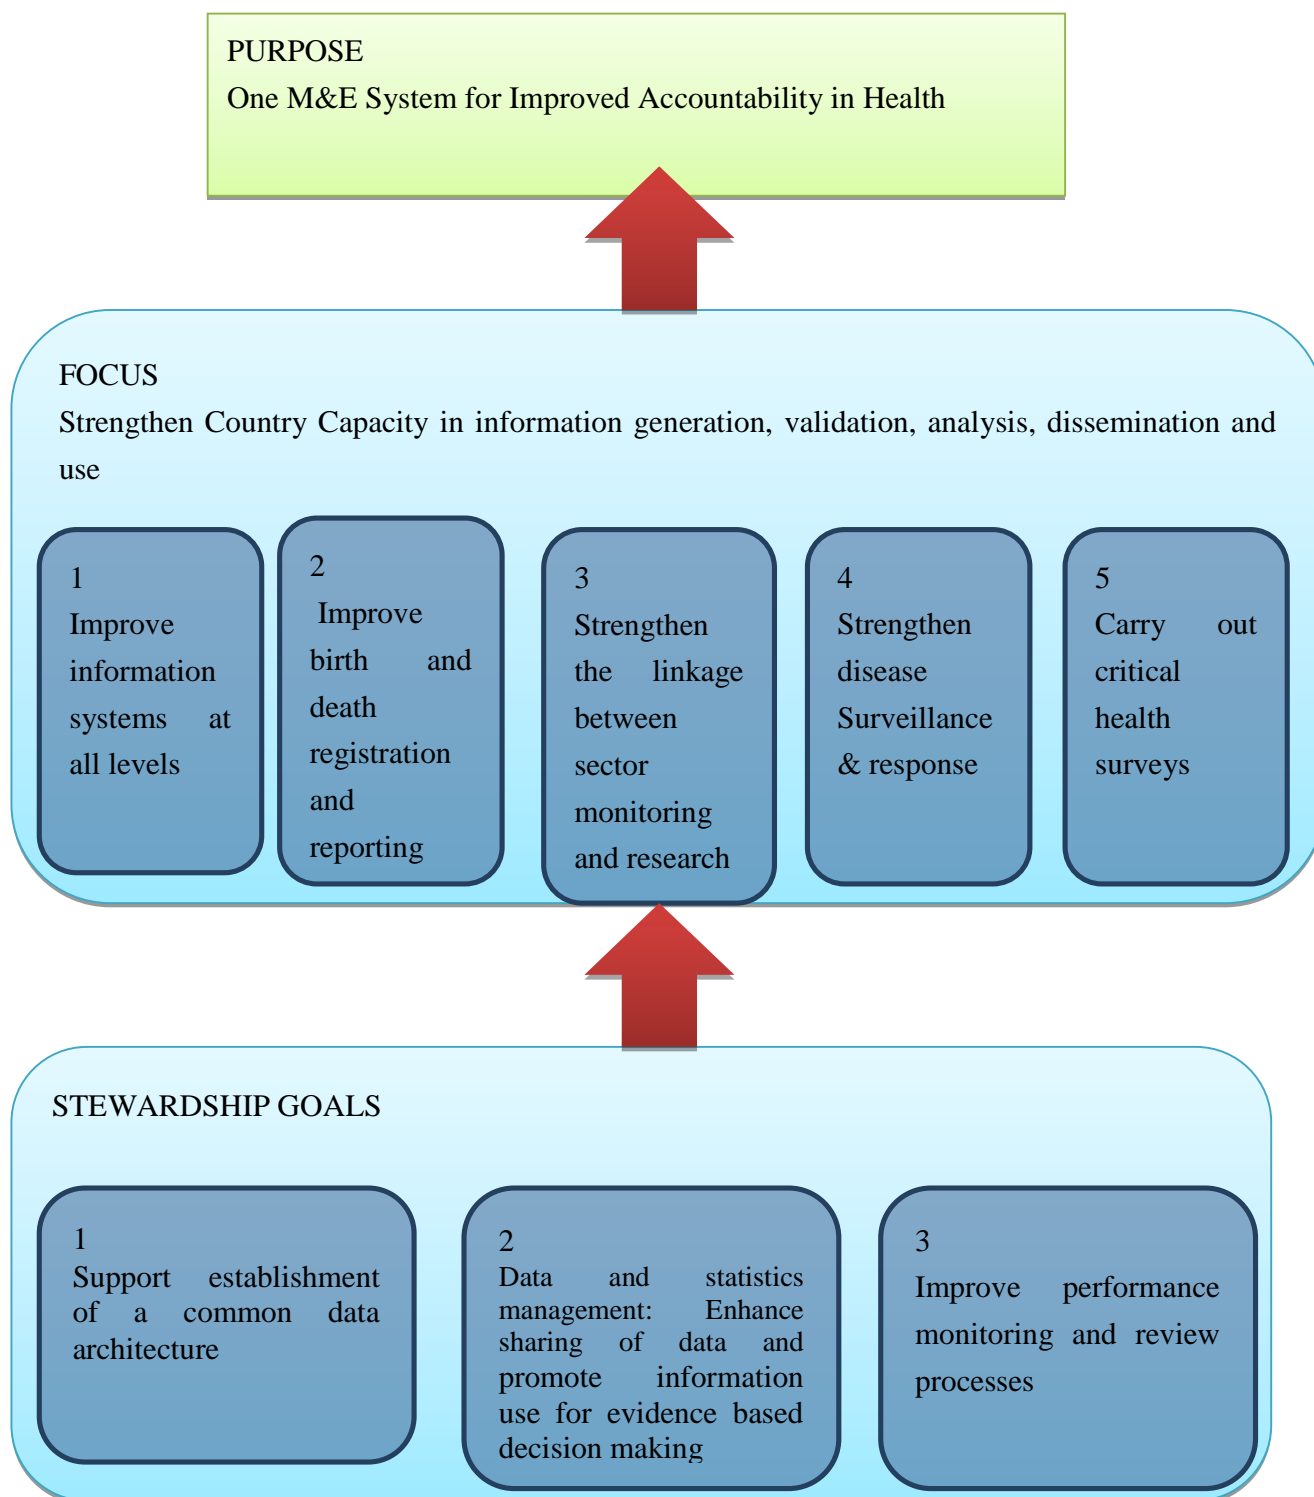 PURPOSE
One M&E System for Improved Accountability in Health
FOCUS
Strengthen Country Capacity in information generation, validation, analysis, dissemination and
use
1
Improve
information
systems at
all levels
2
Improve
birth and
death
registration
and
reporting
3
Strengthen
the linkage
between
sector
monitoring
and research
4
Strengthen
disease
Surveillance
& response
5
Carry out
critical
health
surveys
STEWARDSHIP GOALS
1
Support establishment
of a common data
architecture
2
Data and statistics
management: Enhance
sharing of data and
promote information
use for evidence based
decision making
3
Improve performance
monitoring and review
processes